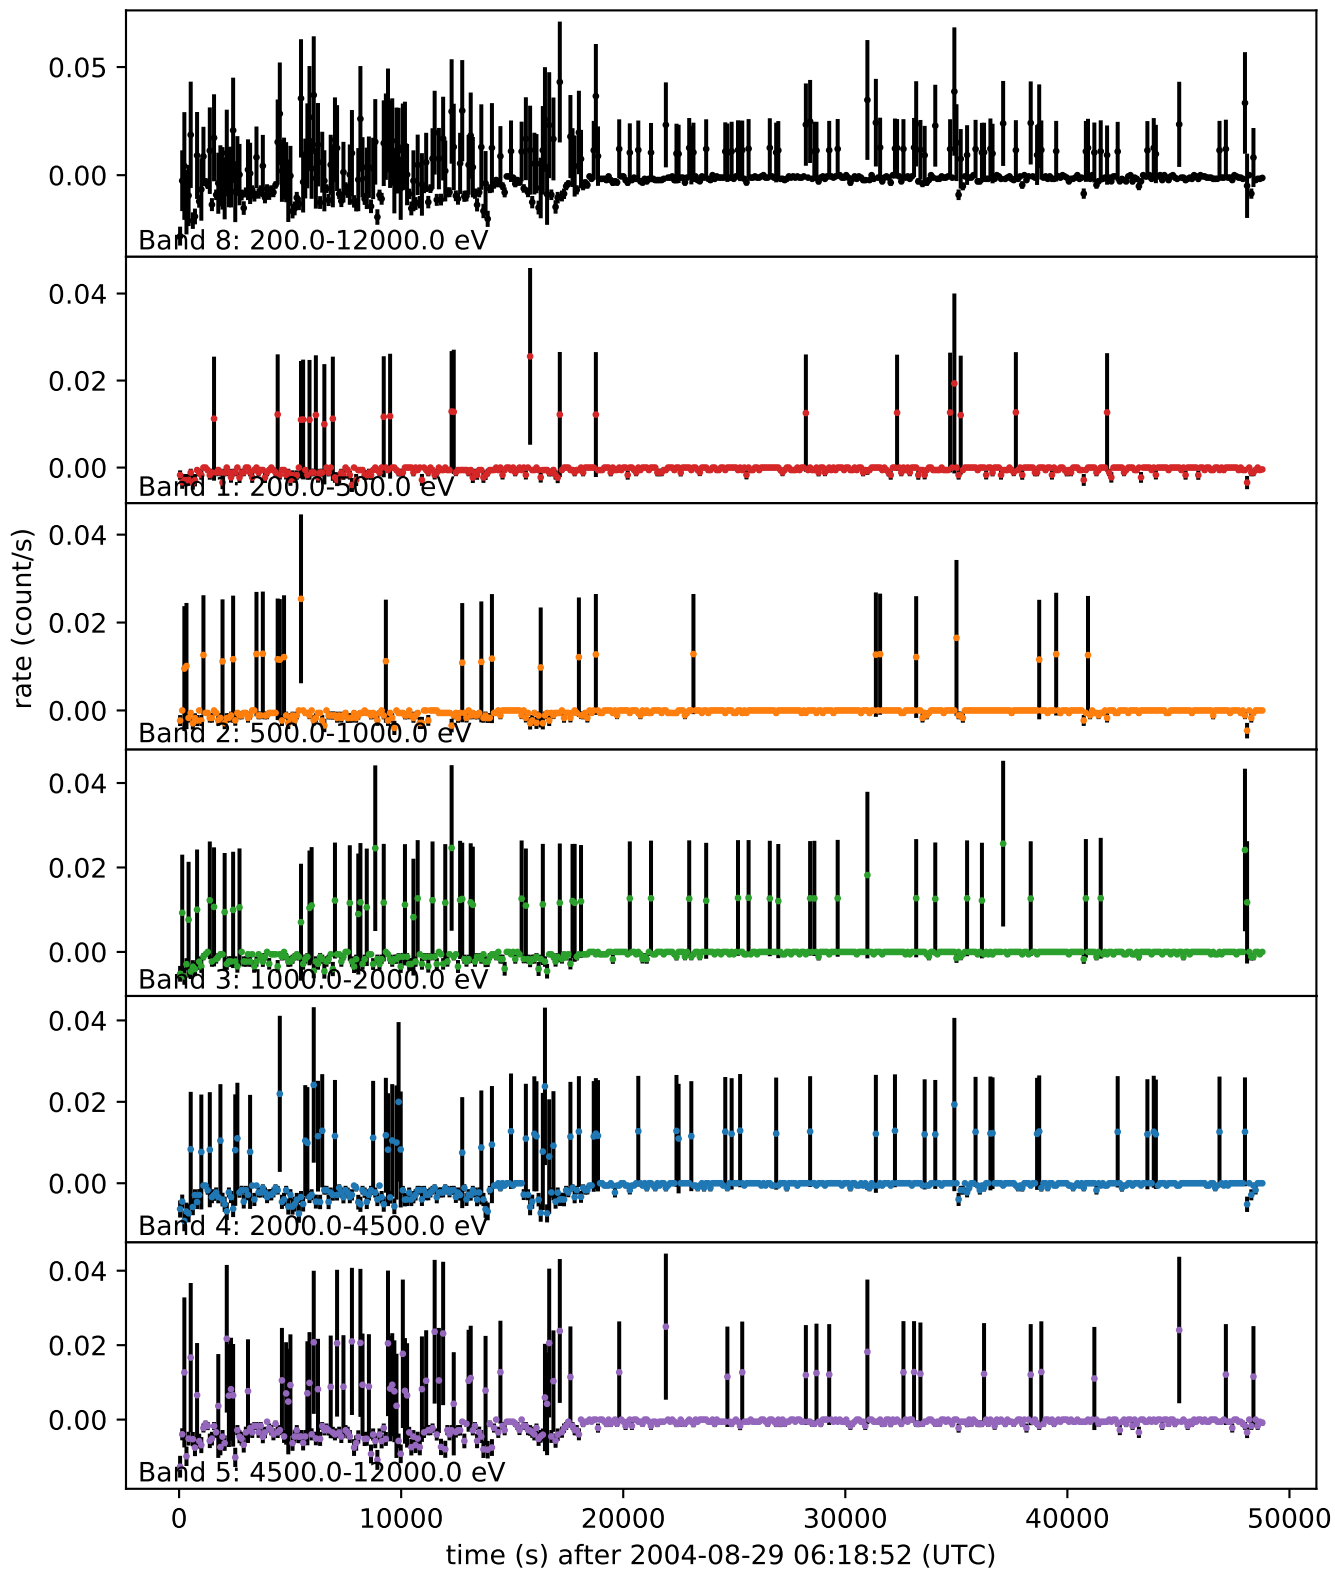 0.05
0.00
Band 8: 200.0-12000.0 eV
0.04
0.02
0.00
Band 1: 200.0-500.0 eV
0.04
0.02
0.00
Band 2: 500.0-1000.0 eV
rate (count/s)
0.04
0.02
0.00
Band 3: 1000.0-2000.0 eV
0.04
0.02
0.00
Band 4: 2000.0-4500.0 eV
0.04
0.02
0.00
Band 5: 4500.0-12000.0 eV
0 10000 20000 30000 40000 50000
time (s) after 2004-08-29 06:18:52 (UTC)